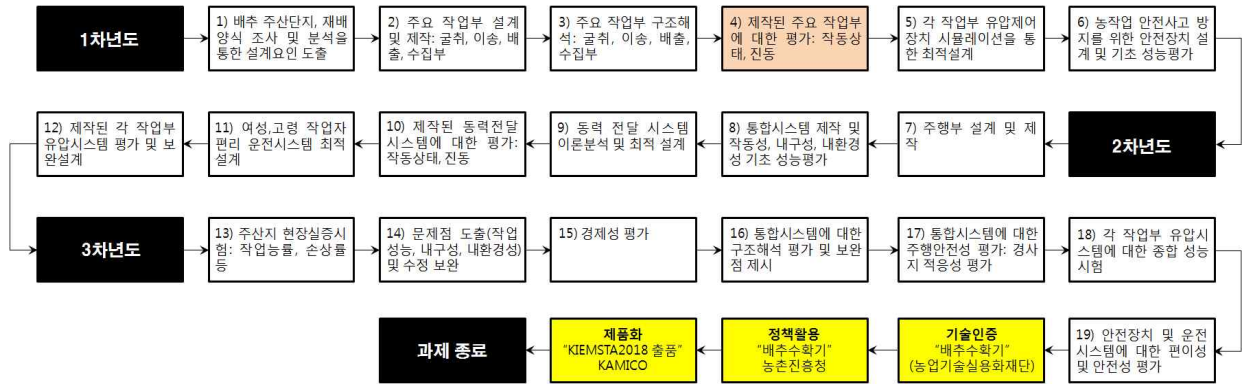 1차년도
1) 배추 주산단지, 재배
양식 조사 및 분석을
통한 설계요인 도출
2) 주요 작업부 설계
및 제작: 굴취, 이송, 배
출, 수집부
3) 주요 작업부 구조해
석: 굴취, 이송, 배출,
수집부
4) 제작된 주요 작업부
에 대한 평가: 작동상
태, 진동
5) 각 작업부 유압제어
장치 시뮬레이션을 통
한 최적설계
6) 농작업 안전사고 방
지를 위한 안전장치 설
계 및 기초 성능평가
2차년도
7) 주행부 설계 및 제
작
8) 통합시스템 제작 및
작동성, 내구성, 내환경
성 기초 성능평가
9) 동력 전달 시스템
이론분석 및 최적 설계
10) 제작된 동력전달
시스템에 대한 평가:
작동상태, 진동
11) 여성,고령 작업자
편리 운전시스템 최적
설계
12) 제작된 각 작업부
유압시스템 평가 및 보
완설계
3차년도
13) 주산지 현장실증시
험: 작업능률, 손상률
등
14) 문제점 도출(작업
성능, 내구성, 내환경성)
및 수정 보완
15) 경제성 평가
16) 통합시스템에 대한
구조해석 평가 및 보완
점 제시
17) 통합시스템에 대한
주행안전성 평가: 경사
지 적응성 평가
18) 각 작업부 유압시
스템에 대한 종합 성능
시험
19) 안전장치 및 운전
시스템에 대한 편이성
및 안전성 평가
기술인증
"배추수확기"
(농업기술실용화재단)
정책활용
"배추수확기"
농촌진흥청
제품화
"KIEMSTA2018 출품"
KAMICO
과제 종료